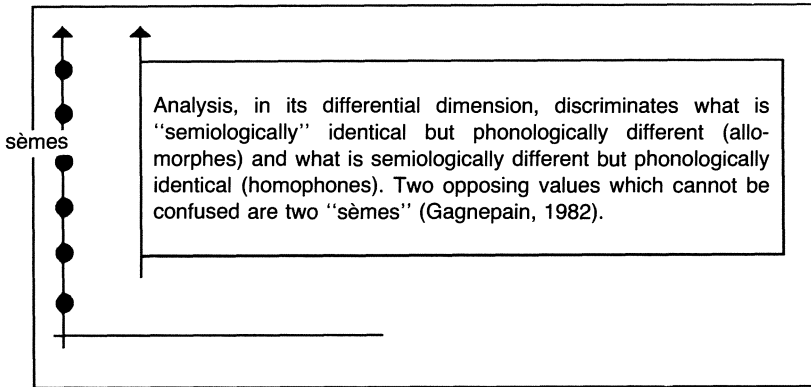 Analysis, in its differential dimension, discriminates what is
''semiologically'' identical but phonologically different (allo-
morphes) and what is semiologically different but phonologically
identical (homophones). Two opposing values which cannot be
confused are two ''sèmes'' (Gagnepain, 1982).
sèmes